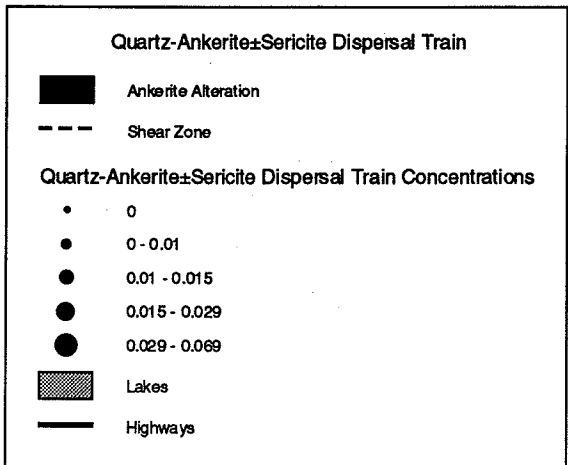 Quartz-Ankerite±Sericite Dispersal Train
Ankerite Alteration
Shear Zone
Quartz-Ankerite±Sericite Dispersal Train Concentrations
0
0 - 0.01
0.01 - 0.015
0.015 - 0.029
0.029 - 0.069
Lakes
Highways